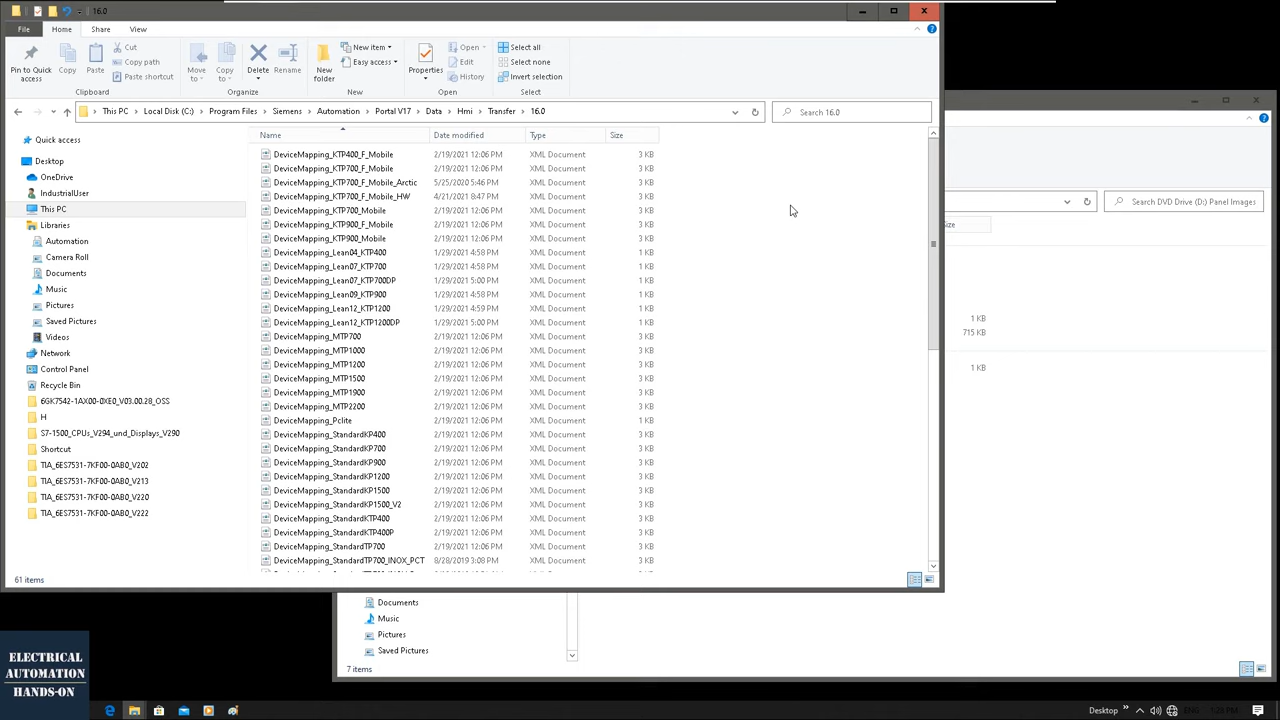 16.0
File Home Share View
Pin to Quick access
Copy
Paste
Cut
Copy path
Paste shortcut
Clipboard
Move to
Copy to
Delete
Rename
Organize
New folder
New item
Easy access
New
Properties
Open
Edit
History
Open
Select all
Select none
Invert selection
Select
This PC Local Disk (C:) Program Files Siemens Automation Portal V17 Data Hmi Transfer 16.0
Search 16.0
Search DVD Drive (D:) Panel Images
Quick access
Desktop
OneDrive
IndustrialUser
This PC
Libraries
Automation
Camera Roll
Documents
Music
Pictures
Saved Pictures
Videos
Network
Control Panel
Recycle Bin
6GK7542-1AX00-0XE0_V03.00.28_OSS
H
S7-1500_CPUs_V294_und_Displays_V290
Shortcut
TIA_6ES7531-7KF00-0AB0_V202
TIA_6ES7531-7KF00-0AB0_V213
TIA_6ES7531-7KF00-0AB0_V220
TIA_6ES7531-7KF00-0AB0_V222
Name Date modified Type Size
DeviceMapping_KTP400_F_Mobile 2/19/2021 12:06 PM XML Document 3 KB
DeviceMapping_KTP700_F_Mobile 2/19/2021 12:06 PM XML Document 3 KB
DeviceMapping_KTP700_F_Mobile_Arctic 5/25/2020 5:46 PM XML Document 3 KB
DeviceMapping_KTP700_F_Mobile_HW 4/21/2021 8:47 PM XML Document 3 KB
DeviceMapping_KTP700_Mobile 2/19/2021 12:06 PM XML Document 3 KB
DeviceMapping_KTP900_F_Mobile 2/19/2021 12:06 PM XML Document 3 KB
DeviceMapping_KTP900_Mobile 2/19/2021 12:06 PM XML Document 3 KB
DeviceMapping_Lean04_KTP400 1/29/2021 4:58 PM XML Document 1 KB
DeviceMapping_Lean07_KTP700 1/29/2021 4:58 PM XML Document 1 KB
DeviceMapping_Lean07_KTP700DP 1/29/2021 5:00 PM XML Document 1 KB
DeviceMapping_Lean09_KTP900 1/29/2021 4:58 PM XML Document 1 KB
DeviceMapping_Lean12_KTP1200 1/29/2021 4:59 PM XML Document 1 KB
DeviceMapping_Lean12_KTP1200DP 1/29/2021 5:00 PM XML Document 1 KB
DeviceMapping_MTP700 2/19/2021 12:06 PM XML Document 3 KB
DeviceMapping_MTP1000 2/19/2021 12:06 PM XML Document 3 KB
DeviceMapping_MTP1200 2/19/2021 12:06 PM XML Document 3 KB
DeviceMapping_MTP1500 2/19/2021 12:06 PM XML Document 3 KB
DeviceMapping_MTP1900 2/19/2021 12:06 PM XML Document 3 KB
DeviceMapping_MTP2200 2/19/2021 12:06 PM XML Document 3 KB
DeviceMapping_Pclite 2/19/2021 12:06 PM XML Document 1 KB
DeviceMapping_StandardKP400 2/19/2021 12:06 PM XML Document 3 KB
DeviceMapping_StandardKP700 2/19/2021 12:06 PM XML Document 3 KB
DeviceMapping_StandardKP900 2/19/2021 12:06 PM XML Document 3 KB
DeviceMapping_StandardKP1200 2/19/2021 12:06 PM XML Document 3 KB
DeviceMapping_StandardKP1500 2/19/2021 12:06 PM XML Document 3 KB
DeviceMapping_StandardKP1500_V2 2/19/2021 12:06 PM XML Document 3 KB
DeviceMapping_StandardKTP400 2/19/2021 12:06 PM XML Document 3 KB
DeviceMapping_StandardKTP400P 2/19/2021 12:06 PM XML Document 3 KB
DeviceMapping_StandardTP700 2/19/2021 12:06 PM XML Document 3 KB
DeviceMapping_StandardTP700_INOX_PCT 8/28/2019 3:08 PM XML Document 3 KB
61 items
Size
1 KB
715 KB
1 KB
Documents
Music
Pictures
Saved Pictures
7 items
ELECTRICAL
AUTOMATION
HANDS-ON
Desktop
ENG